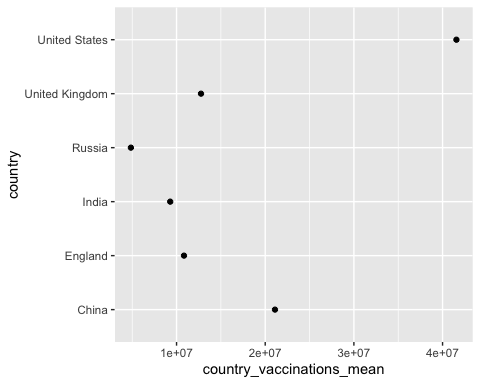 United States
United Kingdom
Russia
India
England
China
country
1e+07 2e+07 3e+07 4e+07
country_vaccinations_mean